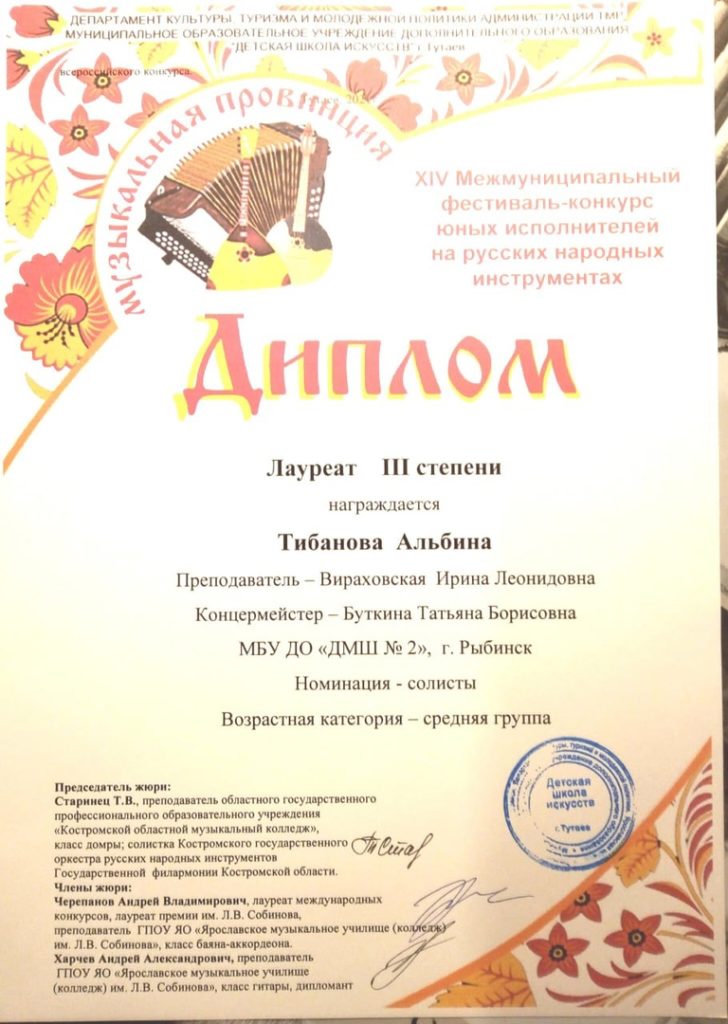 ДЕПАРТАМЕНТ КУЛЬТУРЫ, ТУРИЗМА И МОЛОДЕЖНОЙ ПОЛИТИКИ АДМИНИСТРАЦИИ ТМР
МУНИЦИПАЛЬНОЕ ОБРАЗОВАТЕЛЬНОЕ УЧРЕЖДЕНИЕ ДОПОЛНИТЕЛЬНОГО ОБРАЗОВАНИЯ
"ДЕТСКАЯ ШКОЛА ИСКУССТВ" г. Тутаев
всероссийского конкурса.
музыкальная провинция
XIV Межмуниципальный
фестиваль-конкурс
юных исполнителей
на русских народных
инструментах
Диплом
Лауреат III степени
награждается
Тибанова Альбина
Преподаватель – Вираховская Ирина Леонидовна
Концермейстер – Буткина Татьяна Борисовна
МБУ ДО «ДМШ № 2», г. Рыбинск
Номинация - солисты
Возрастная категория – средняя группа
Детская
школа
искусств
г.Тутаев
Председатель жюри:
Старинец Т.В., преподаватель областного государственного
профессионального образовательного учреждения
«Костромской областной музыкальный колледж»,
класс домры; солистка Костромского государственного
оркестра русских народных инструментов
Государственной филармонии Костромской области.
Члены жюри:
Черепанов Андрей Владимирович, лауреат международных
конкурсов, лауреат премии им. Л.В. Собинова,
преподаватель ГПОУ ЯО «Ярославское музыкальное училище (колледж)
им. Л.В. Собинова», класс баяна-аккордеона.
Харчев Андрей Александрович, преподаватель
ГПОУ ЯО «Ярославское музыкальное училище
(колледж) им. Л.В. Собинова», класс гитары, дипломант